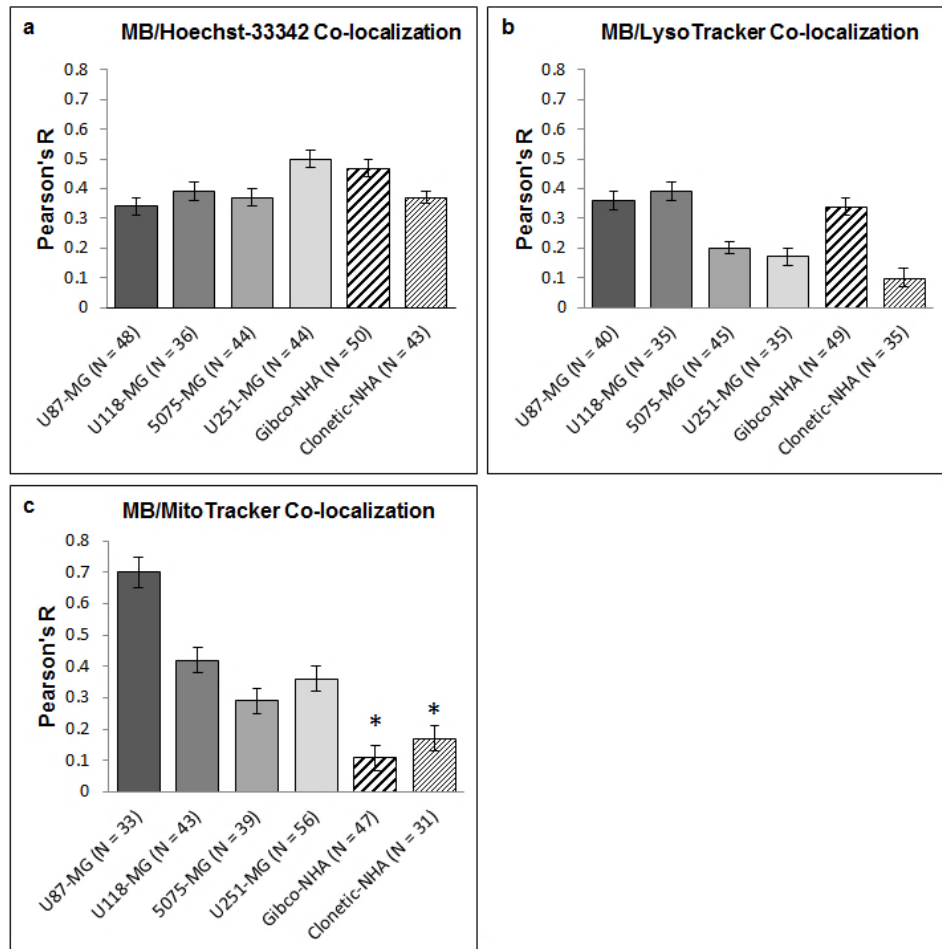 a MB/Hoechst-33342 Co-localization
0.8
0.7
0.6
0.5
0.4
0.3
0.2
0.1
0
Pearson's R
U87-MG (N = 48)
U118-MG (N = 36)
5075-MG (N = 44)
U251-MG (N = 44)
Gibco-NHA (N = 50)
Clonetic-NHA (N = 43)
b MB/LysoTracker Co-localization
0.8
0.7
0.6
0.5
0.4
0.3
0.2
0.1
0
Pearson's R
U87-MG (N = 40)
U118-MG (N = 35)
5075-MG (N = 45)
U251-MG (N = 35)
Gibco-NHA (N = 49)
Clonetic-NHA (N = 35)
c MB/MitoTracker Co-localization
0.8
0.7
0.6
0.5
0.4
0.3
0.2
0.1
0
Pearson's R
* *
U87-MG (N = 33)
U118-MG (N = 43)
5075-MG (N = 39)
U251-MG (N = 56)
Gibco-NHA (N = 47)
Clonetic-NHA (N = 31)